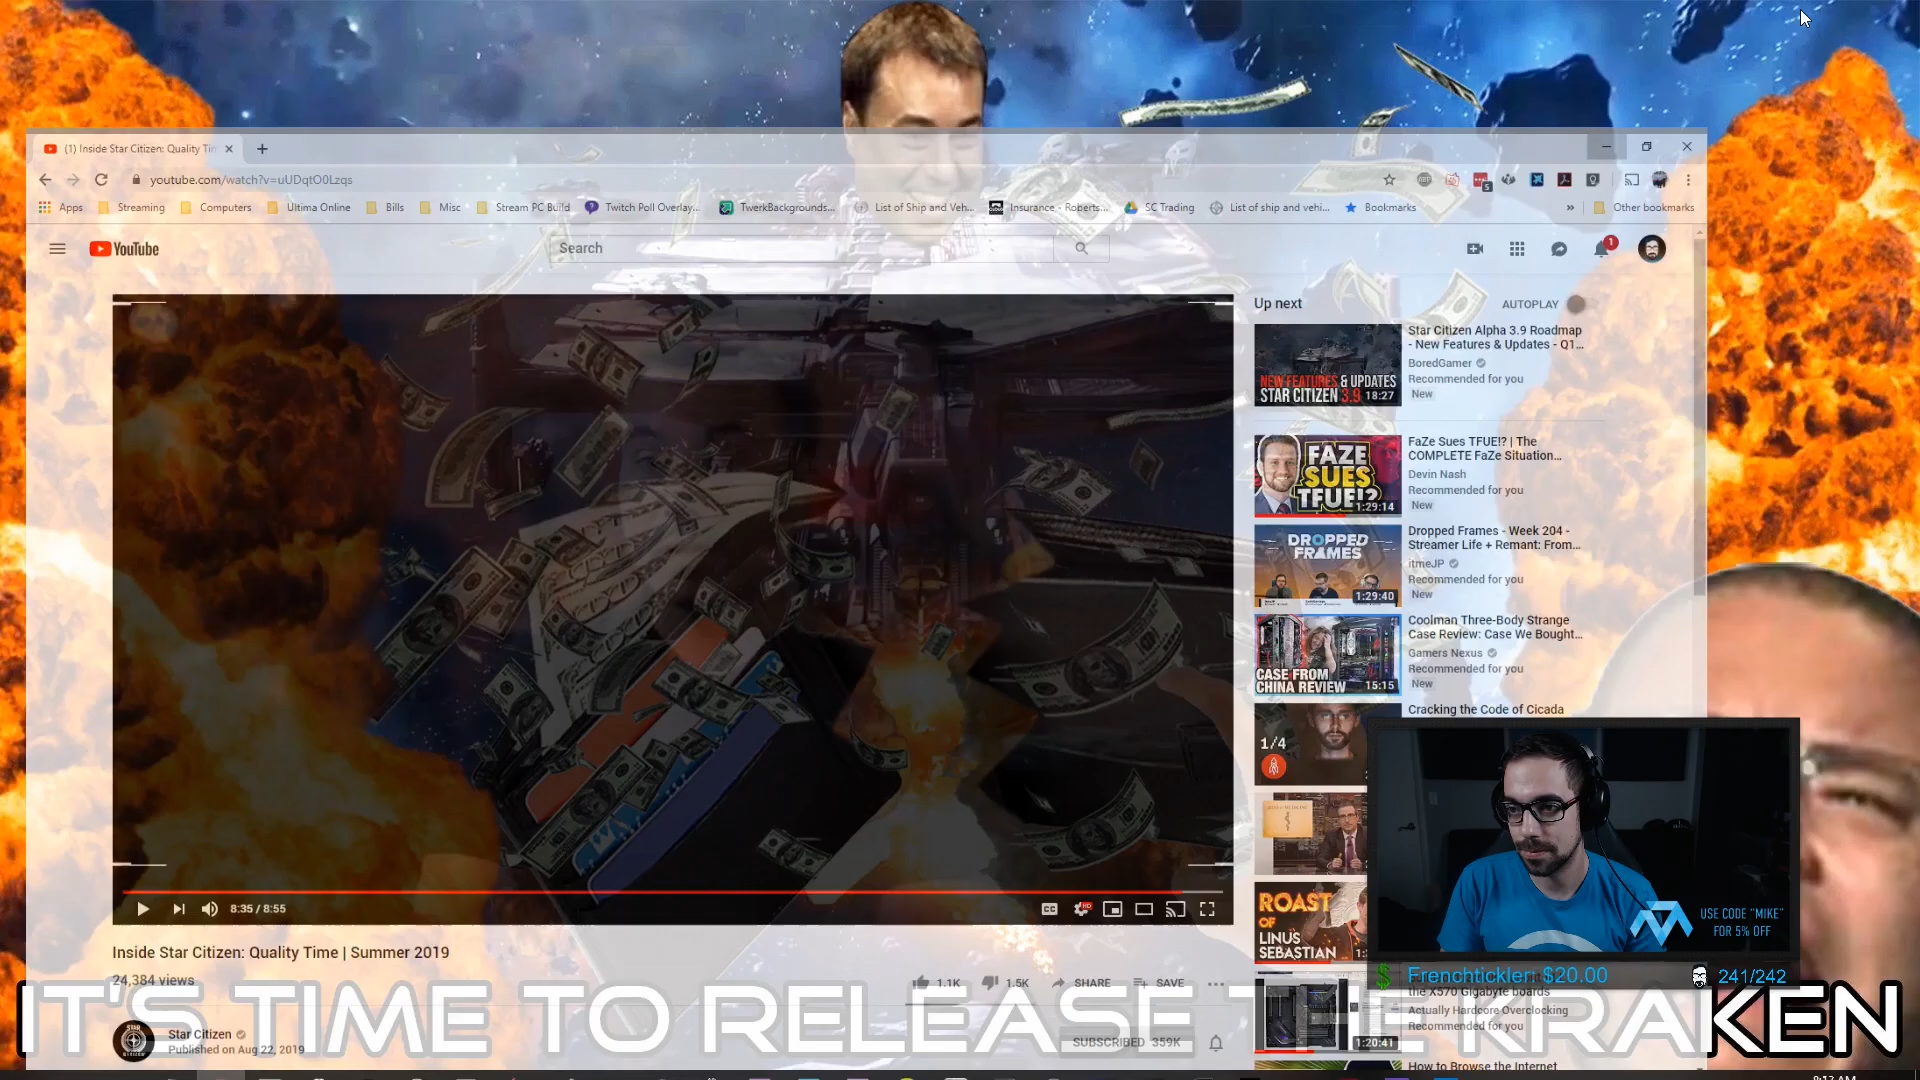 (1) Inside Star Citizen: Quality Tin
youtube.com/watch?v=uUDqtO0Lzqs
Apps Streaming Computers Ultima Online Bills Misc Stream PC Build Twitch Poll Overlay... TwerkBackgrounds... List of Ship and Veh... Insurance - Roberts... SC Trading List of ship and vehi... Bookmarks » Other bookmarks
YouTube
Search
1
Up next
AUTOPLAY
Star Citizen Alpha 3.9 Roadmap
- New Features & Updates - Q1...
BoredGamer
Recommended for you
New
NEW FEATURES & UPDATES
STAR CITIZEN 3.9
18:27
FaZe Sues TFUE!? | The
COMPLETE FaZe Situation...
Devin Nash
Recommended for you
New
FAZE
SUES
TFUE!?
1:29:14
Dropped Frames - Week 204 -
Streamer Life + Remant: From...
itmeJP
Recommended for you
New
DROPPED
FRAMES
1:29:40
Coolman Three-Body Strange
Case Review: Case We Bought...
Gamers Nexus
Recommended for you
New
CASE FROM
CHINA REVIEW
15:15
Cracking the Code of Cicada
1/4
ROAST
OF
LINUS
SEBASTIAN
USE CODE "MIKE"
FOR 5% OFF
8:35 / 8:55
CC
HD
Inside Star Citizen: Quality Time | Summer 2019
24,384 views
1.1K
1.5K
SHARE
SAVE
Frenchtickler: $20.00
241/242
the X570 Gigabyte boards
Actually Hardcore Overclocking
Recommended for you
1:20:41
IT'S TIME TO RELEASE THE KRAKEN
Star Citizen
Published on Aug 22, 2019
SUBSCRIBED 359K
How to Browse the Internet